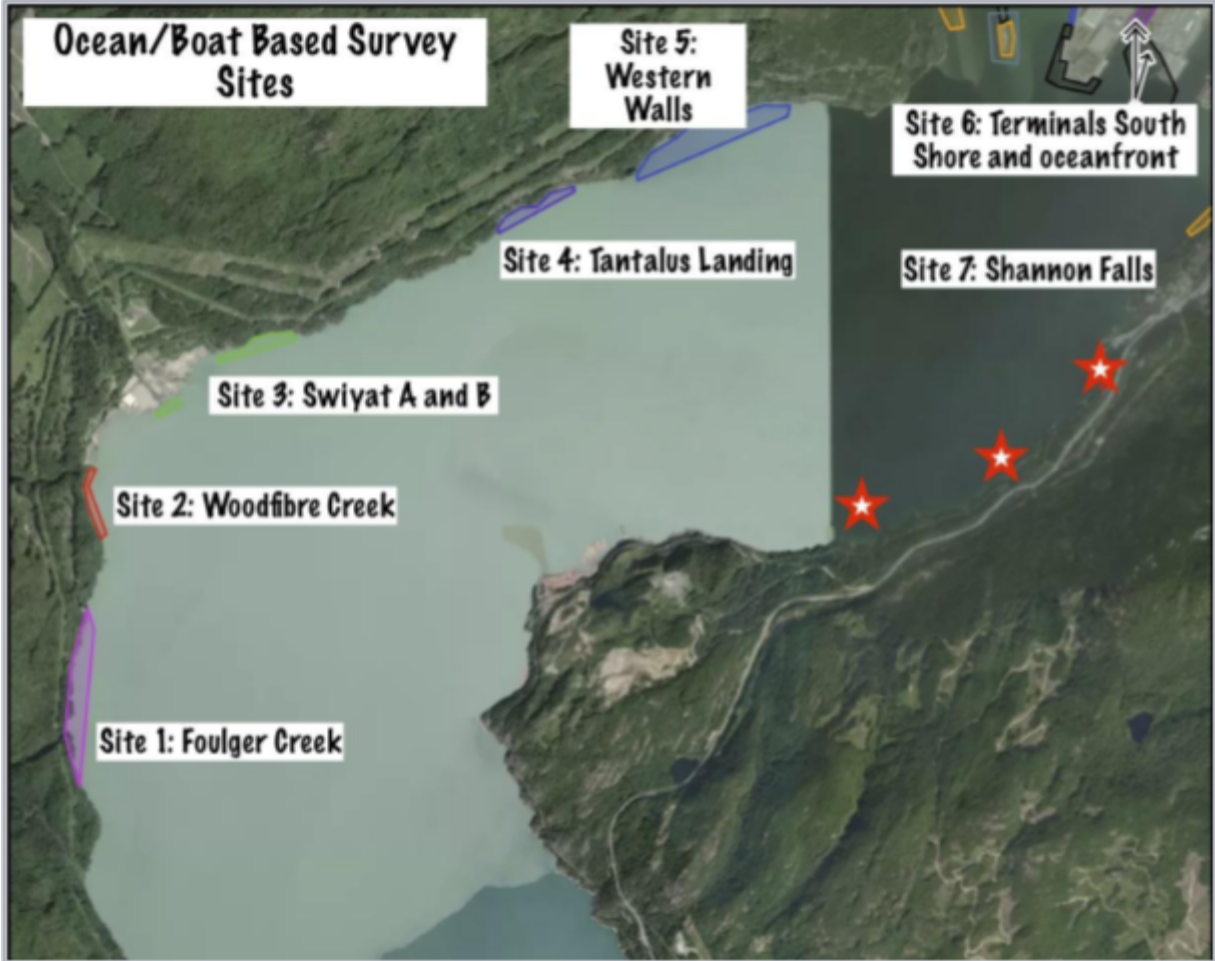 Ocean/Boat Based Survey
Sites
Site 5:
Western
Walls
Site 6: Terminals South
Shore and oceanfront
Site 4: Tantalus Landing
Site 7: Shannon Falls
Site 3: Swiyat A and B
Site 2: Woodfibre Creek
Site 1: Foulger Creek